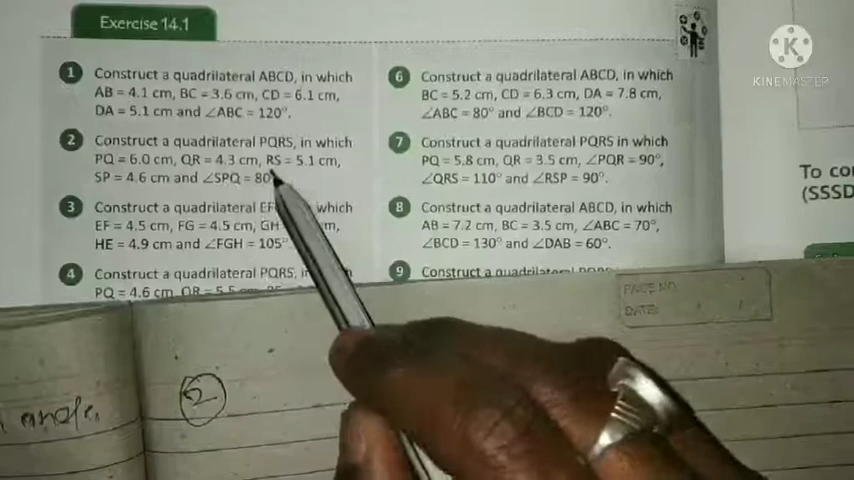 Exercise 14.1
1 Construct a quadrilateral ABCD, in which
AB = 4.1 cm, BC = 3.6 cm, CD = 6.1 cm,
DA = 5.1 cm and ∠ABC = 120°.
2 Construct a quadrilateral PQRS, in which
PQ = 6.0 cm, QR = 4.3 cm, RS = 5.1 cm,
SP = 4.6 cm and ∠SPQ = 80
3 Construct a quadrilateral which
EF = 4.5 cm, FG = 4.5 cm, GH
HE = 4.9 cm and ∠FGH = 105°
4 Construct a quadrilateral PQRS,
PQ = 4.6 cm QR = 5.5
6 Construct a quadrilateral ABCD, in which
BC = 5.2 cm, CD = 6.3 cm, DA = 7.8 cm,
∠ABC = 80° and ∠BCD = 120°.
7 Construct a quadrilateral PQRS in which
PQ = 5.8 cm, QR = 3.5 cm, ∠PQR = 90°,
∠QRS = 110° and ∠RSP = 90°.
8 Construct a quadrilateral ABCD, in which
AB = 7.2 cm, BC = 3.5 cm, ∠ABC = 70°,
∠BCD = 130° and ∠DAB = 60°.
9 Construct a quadrilateral
K
KINEMASTER
To co
(SSSD
PAGE NO
DATE:
angle.
2